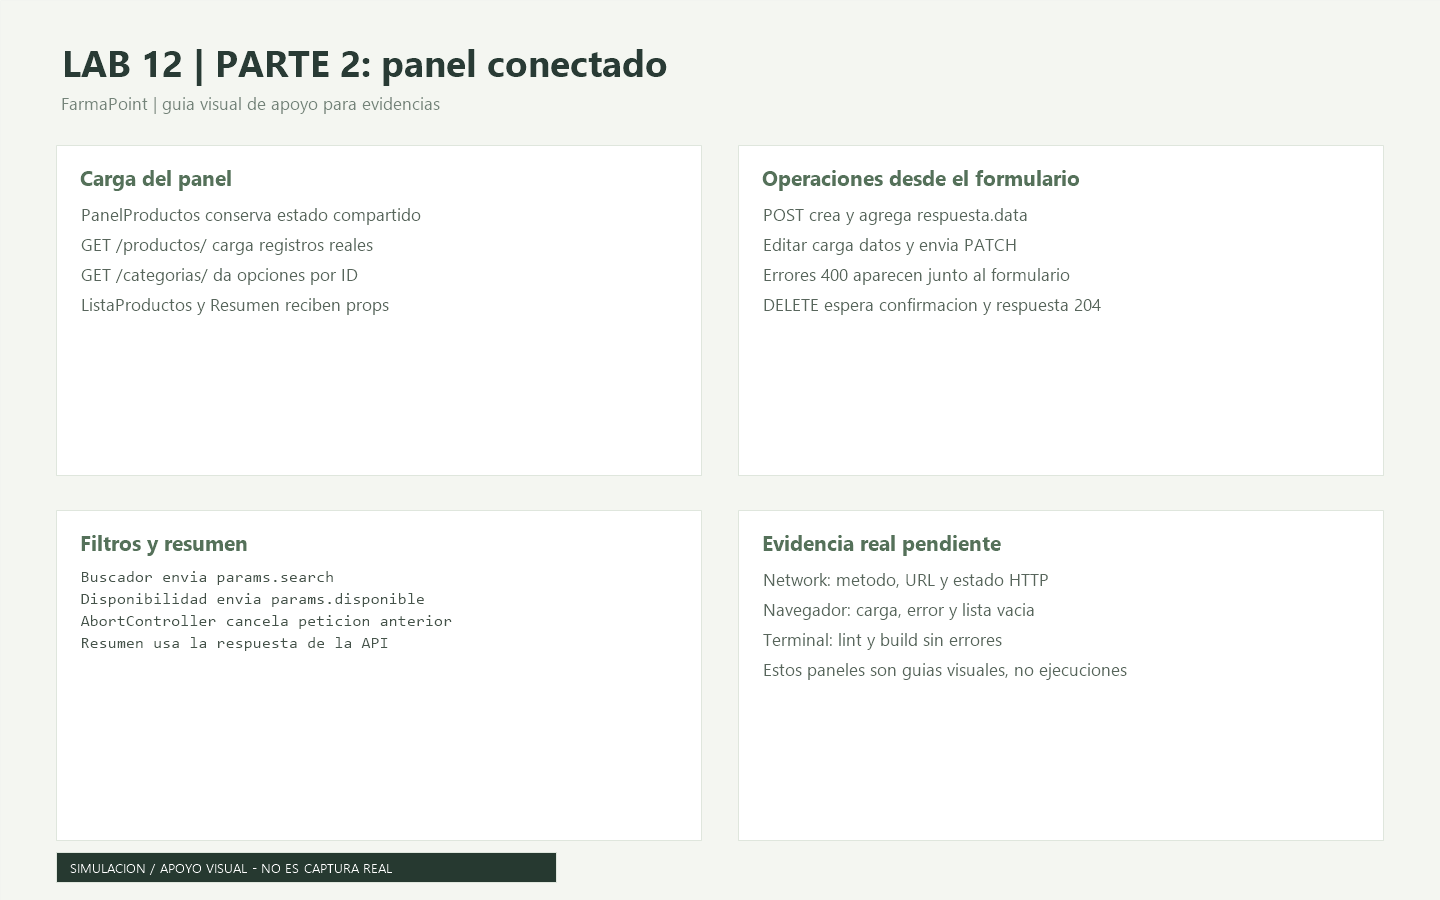 LAB 12 | PARTE 2: panel conectado
FarmaPoint | guia visual de apoyo para evidencias
Carga del panel
PanelProductos conserva estado compartido
GET /productos/ carga registros reales
GET /categorias/ da opciones por ID
ListaProductos y Resumen reciben props
Operaciones desde el formulario
POST crea y agrega respuesta.data
Editar carga datos y envia PATCH
Errores 400 aparecen junto al formulario
DELETE espera confirmacion y respuesta 204
Filtros y resumen
Buscador envia params.search
Disponibilidad envia params.disponible
AbortController cancela peticion anterior
Resumen usa la respuesta de la API
Evidencia real pendiente
Network: metodo, URL y estado HTTP
Navegador: carga, error y lista vacia
Terminal: lint y build sin errores
Estos paneles son guias visuales, no ejecuciones
SIMULACION / APOYO VISUAL - NO ES CAPTURA REAL